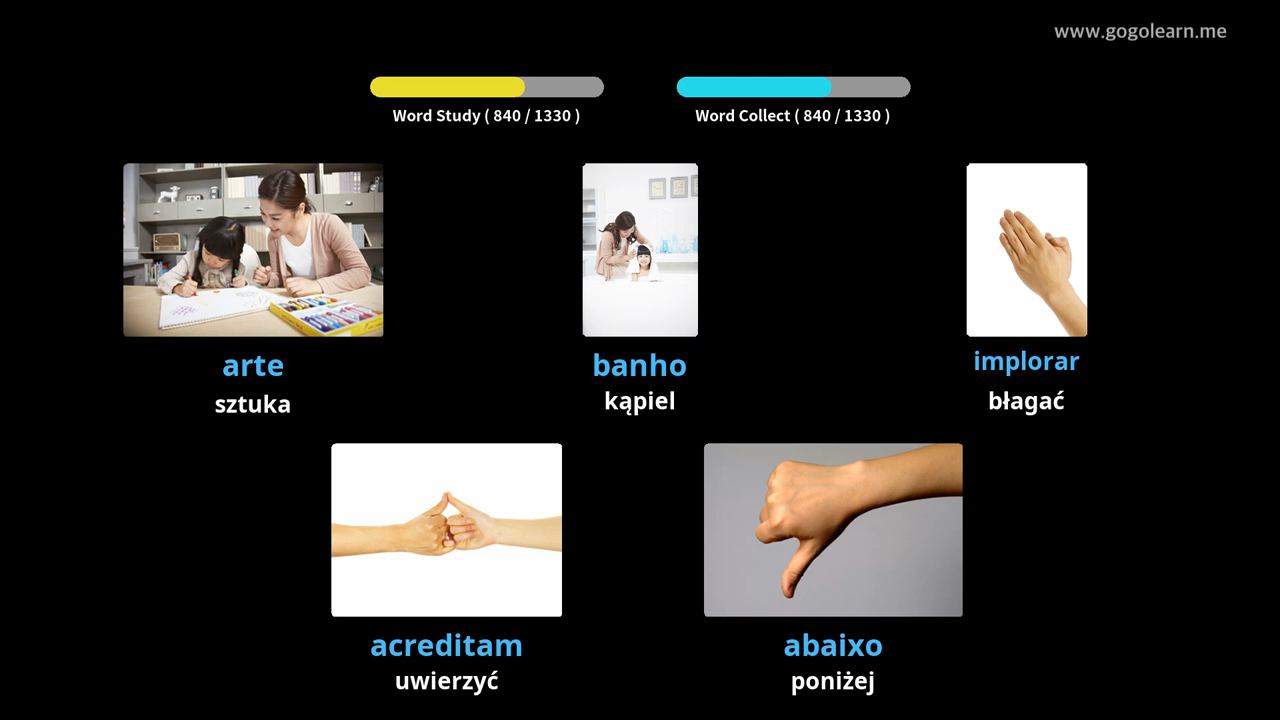 www.gogolearn.me
Word Study ( 840 / 1330 )
Word Collect ( 840 / 1330 )
arte
sztuka
banho
kąpiel
implorar
błagać
acreditam
uwierzyć
abaixo
poniżej